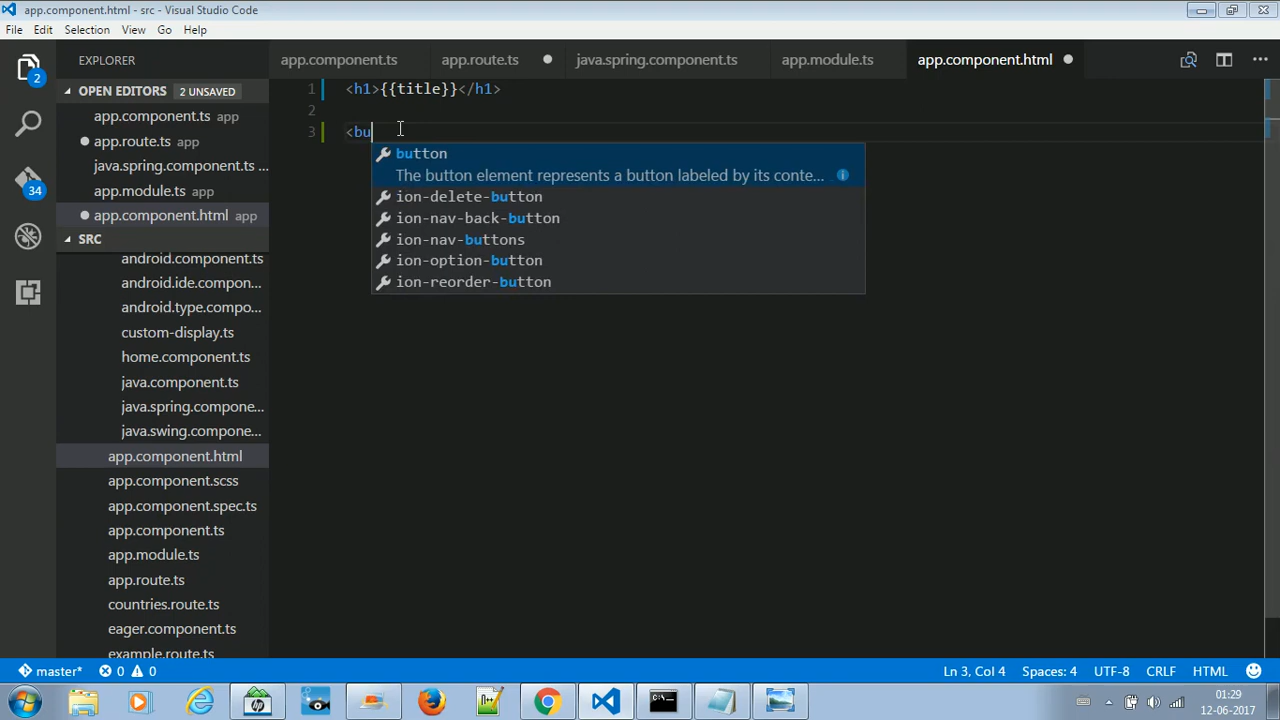 app.component.html - src - Visual Studio Code
File Edit Selection View Go Help
EXPLORER
app.component.ts app.route.ts java.spring.component.ts app.module.ts app.component.html
OPEN EDITORS 2 UNSAVED
app.component.ts app
app.route.ts app
java.spring.component.ts ...
app.module.ts app
app.component.html app
SRC
android.component.ts
android.ide.compon...
android.type.compo...
custom-display.ts
home.component.ts
java.component.ts
java.spring.compone...
java.swing.compone...
app.component.html
app.component.scss
app.component.spec.ts
app.component.ts
app.module.ts
app.route.ts
countries.route.ts
eager.component.ts
example.route.ts
2
34
1 <h1>{{title}}</h1>
2
3 <bu
button
The button element represents a button labeled by its conte...
ion-delete-button
ion-nav-back-button
ion-nav-buttons
ion-option-button
ion-reorder-button
master* 0 0 Ln 3, Col 4 Spaces: 4 UTF-8 CRLF HTML
hp
C:\.
01:29
12-06-2017